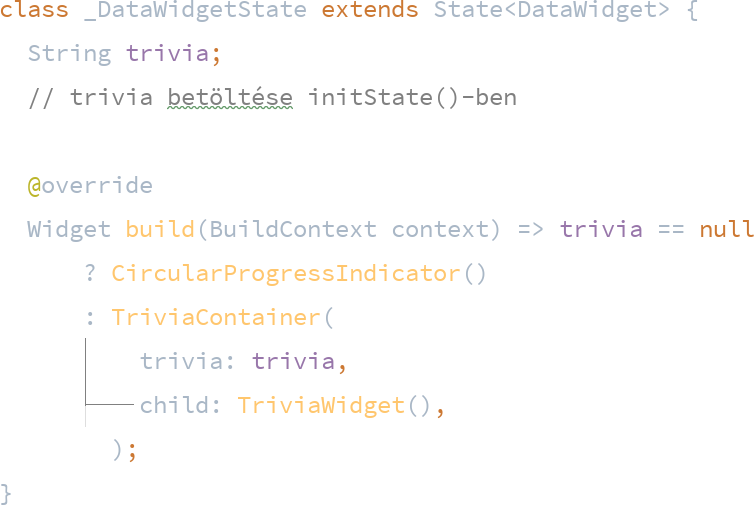 class _DataWidgetState extends State<DataWidget> {
  String trivia;
  // trivia betöltése initState()-ben

  @override
  Widget build(BuildContext context) => trivia == null
      ? CircularProgressIndicator()
      : TriviaContainer(
          trivia: trivia,
          child: TriviaWidget(),
        );
}